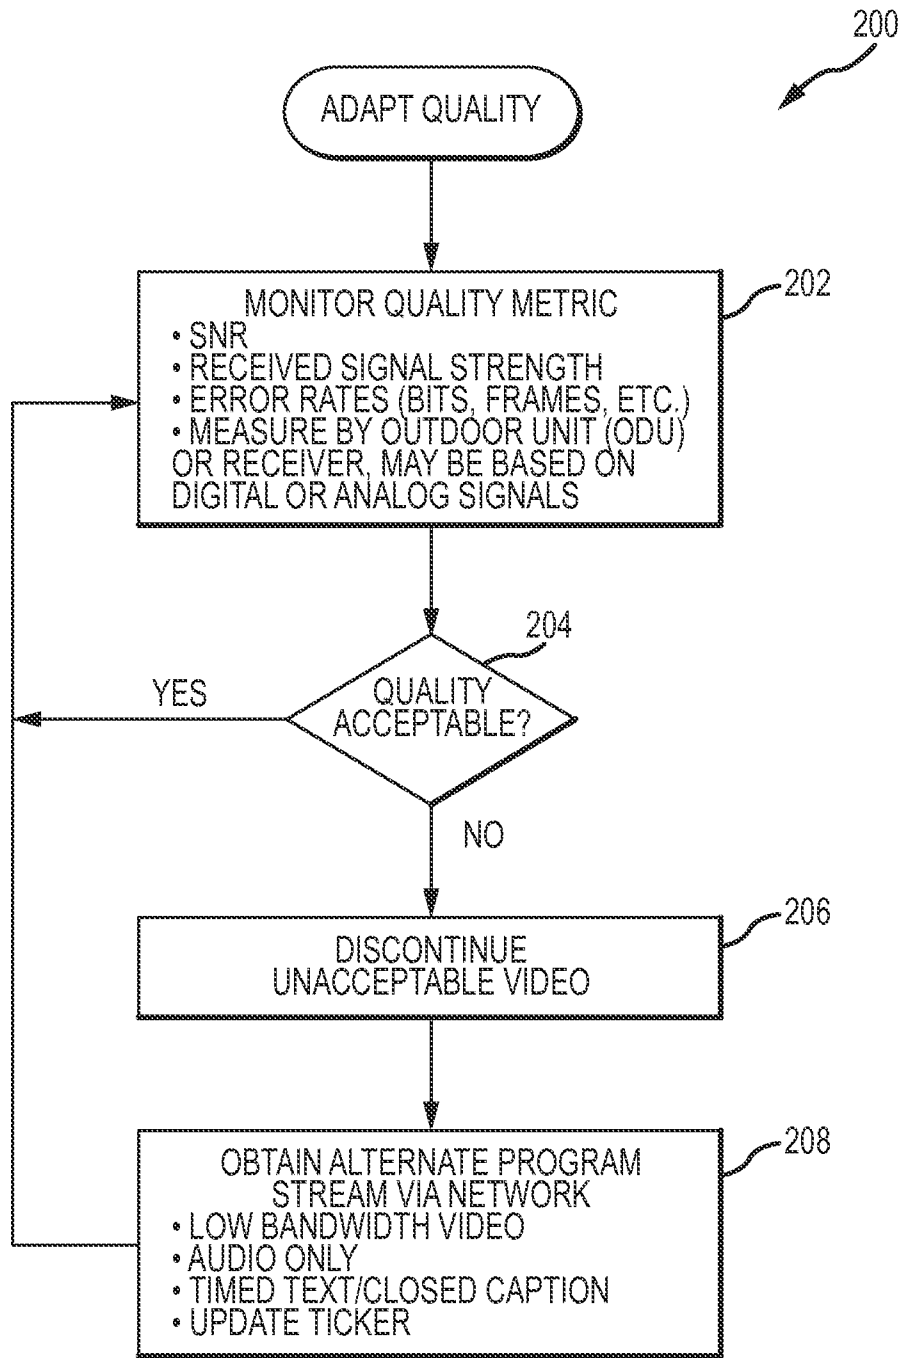 200
ADAPT QUALITY
202
MONITOR QUALITY METRIC
• SNR
• RECEIVED SIGNAL STRENGTH
• ERROR RATES (BITS, FRAMES, ETC.)
• MEASURE BY OUTDOOR UNIT (ODU)
OR RECEIVER, MAY BE BASED ON
DIGITAL OR ANALOG SIGNALS
204
YES
QUALITY
ACCEPTABLE?
NO
206
DISCONTINUE
UNACCEPTABLE VIDEO
208
OBTAIN ALTERNATE PROGRAM
STREAM VIA NETWORK
• LOW BANDWIDTH VIDEO
• AUDIO ONLY
• TIMED TEXT/CLOSED CAPTION
• UPDATE TICKER